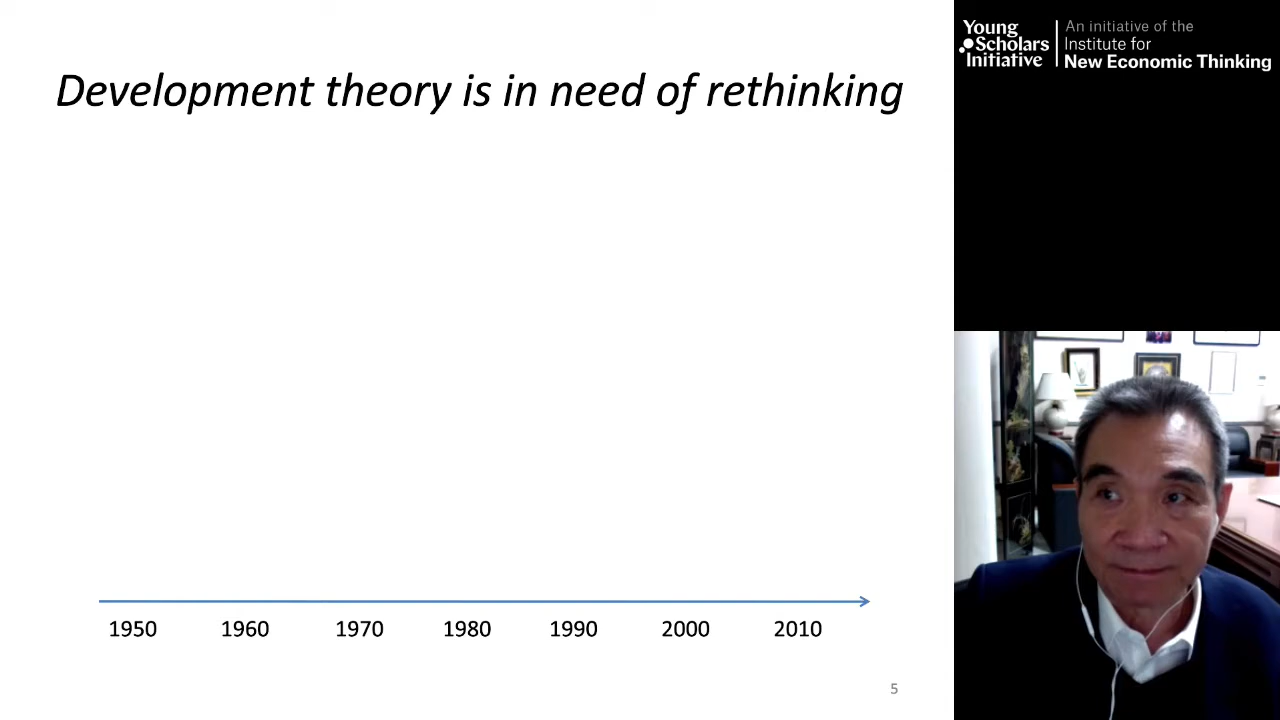 Development theory is in need of rethinking
1950 1960 1970 1980 1990 2000 2010
5
Young
Scholars
Initiative
An initiative of the
Institute for
New Economic Thinking